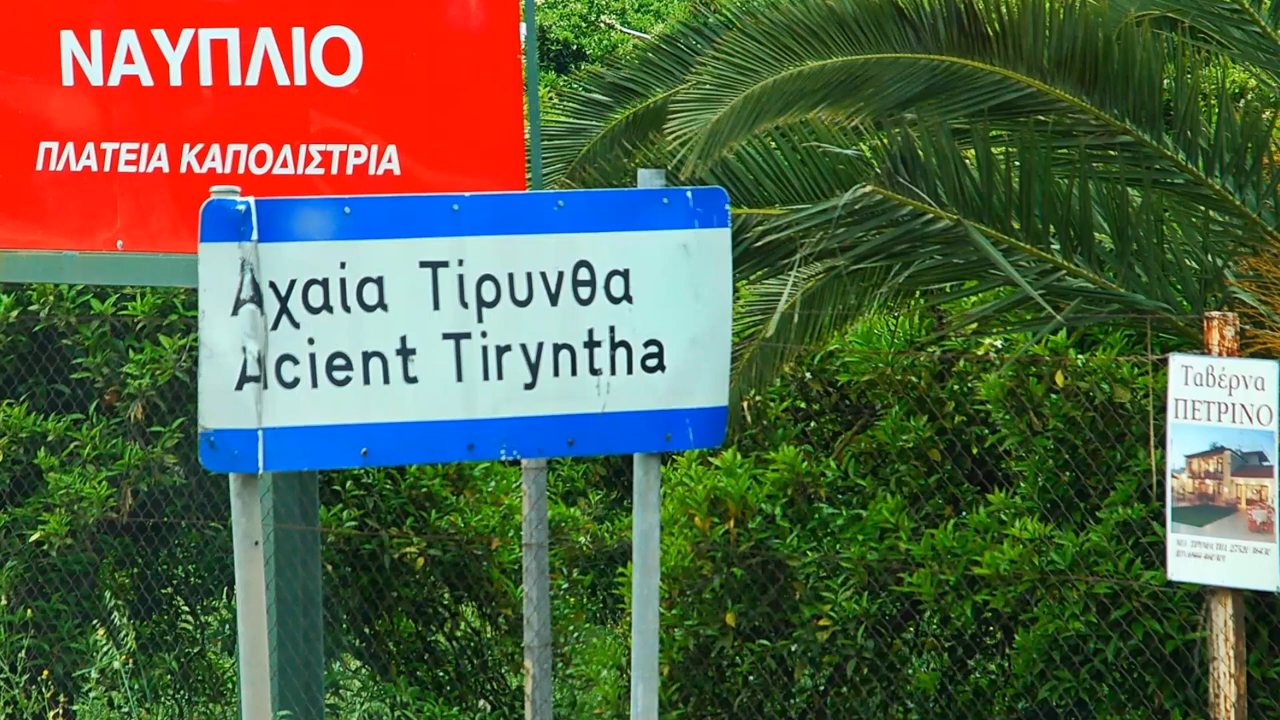 ΝΑΥΠΛΙΟ
ΠΛΑΤΕΙΑ ΚΑΠΟΔΙΣΤΡΙΑ
Αχαία Τίρυνθα
Acient Tiryntha
Ταβέρνα
ΠΕΤΡΙΝΟ